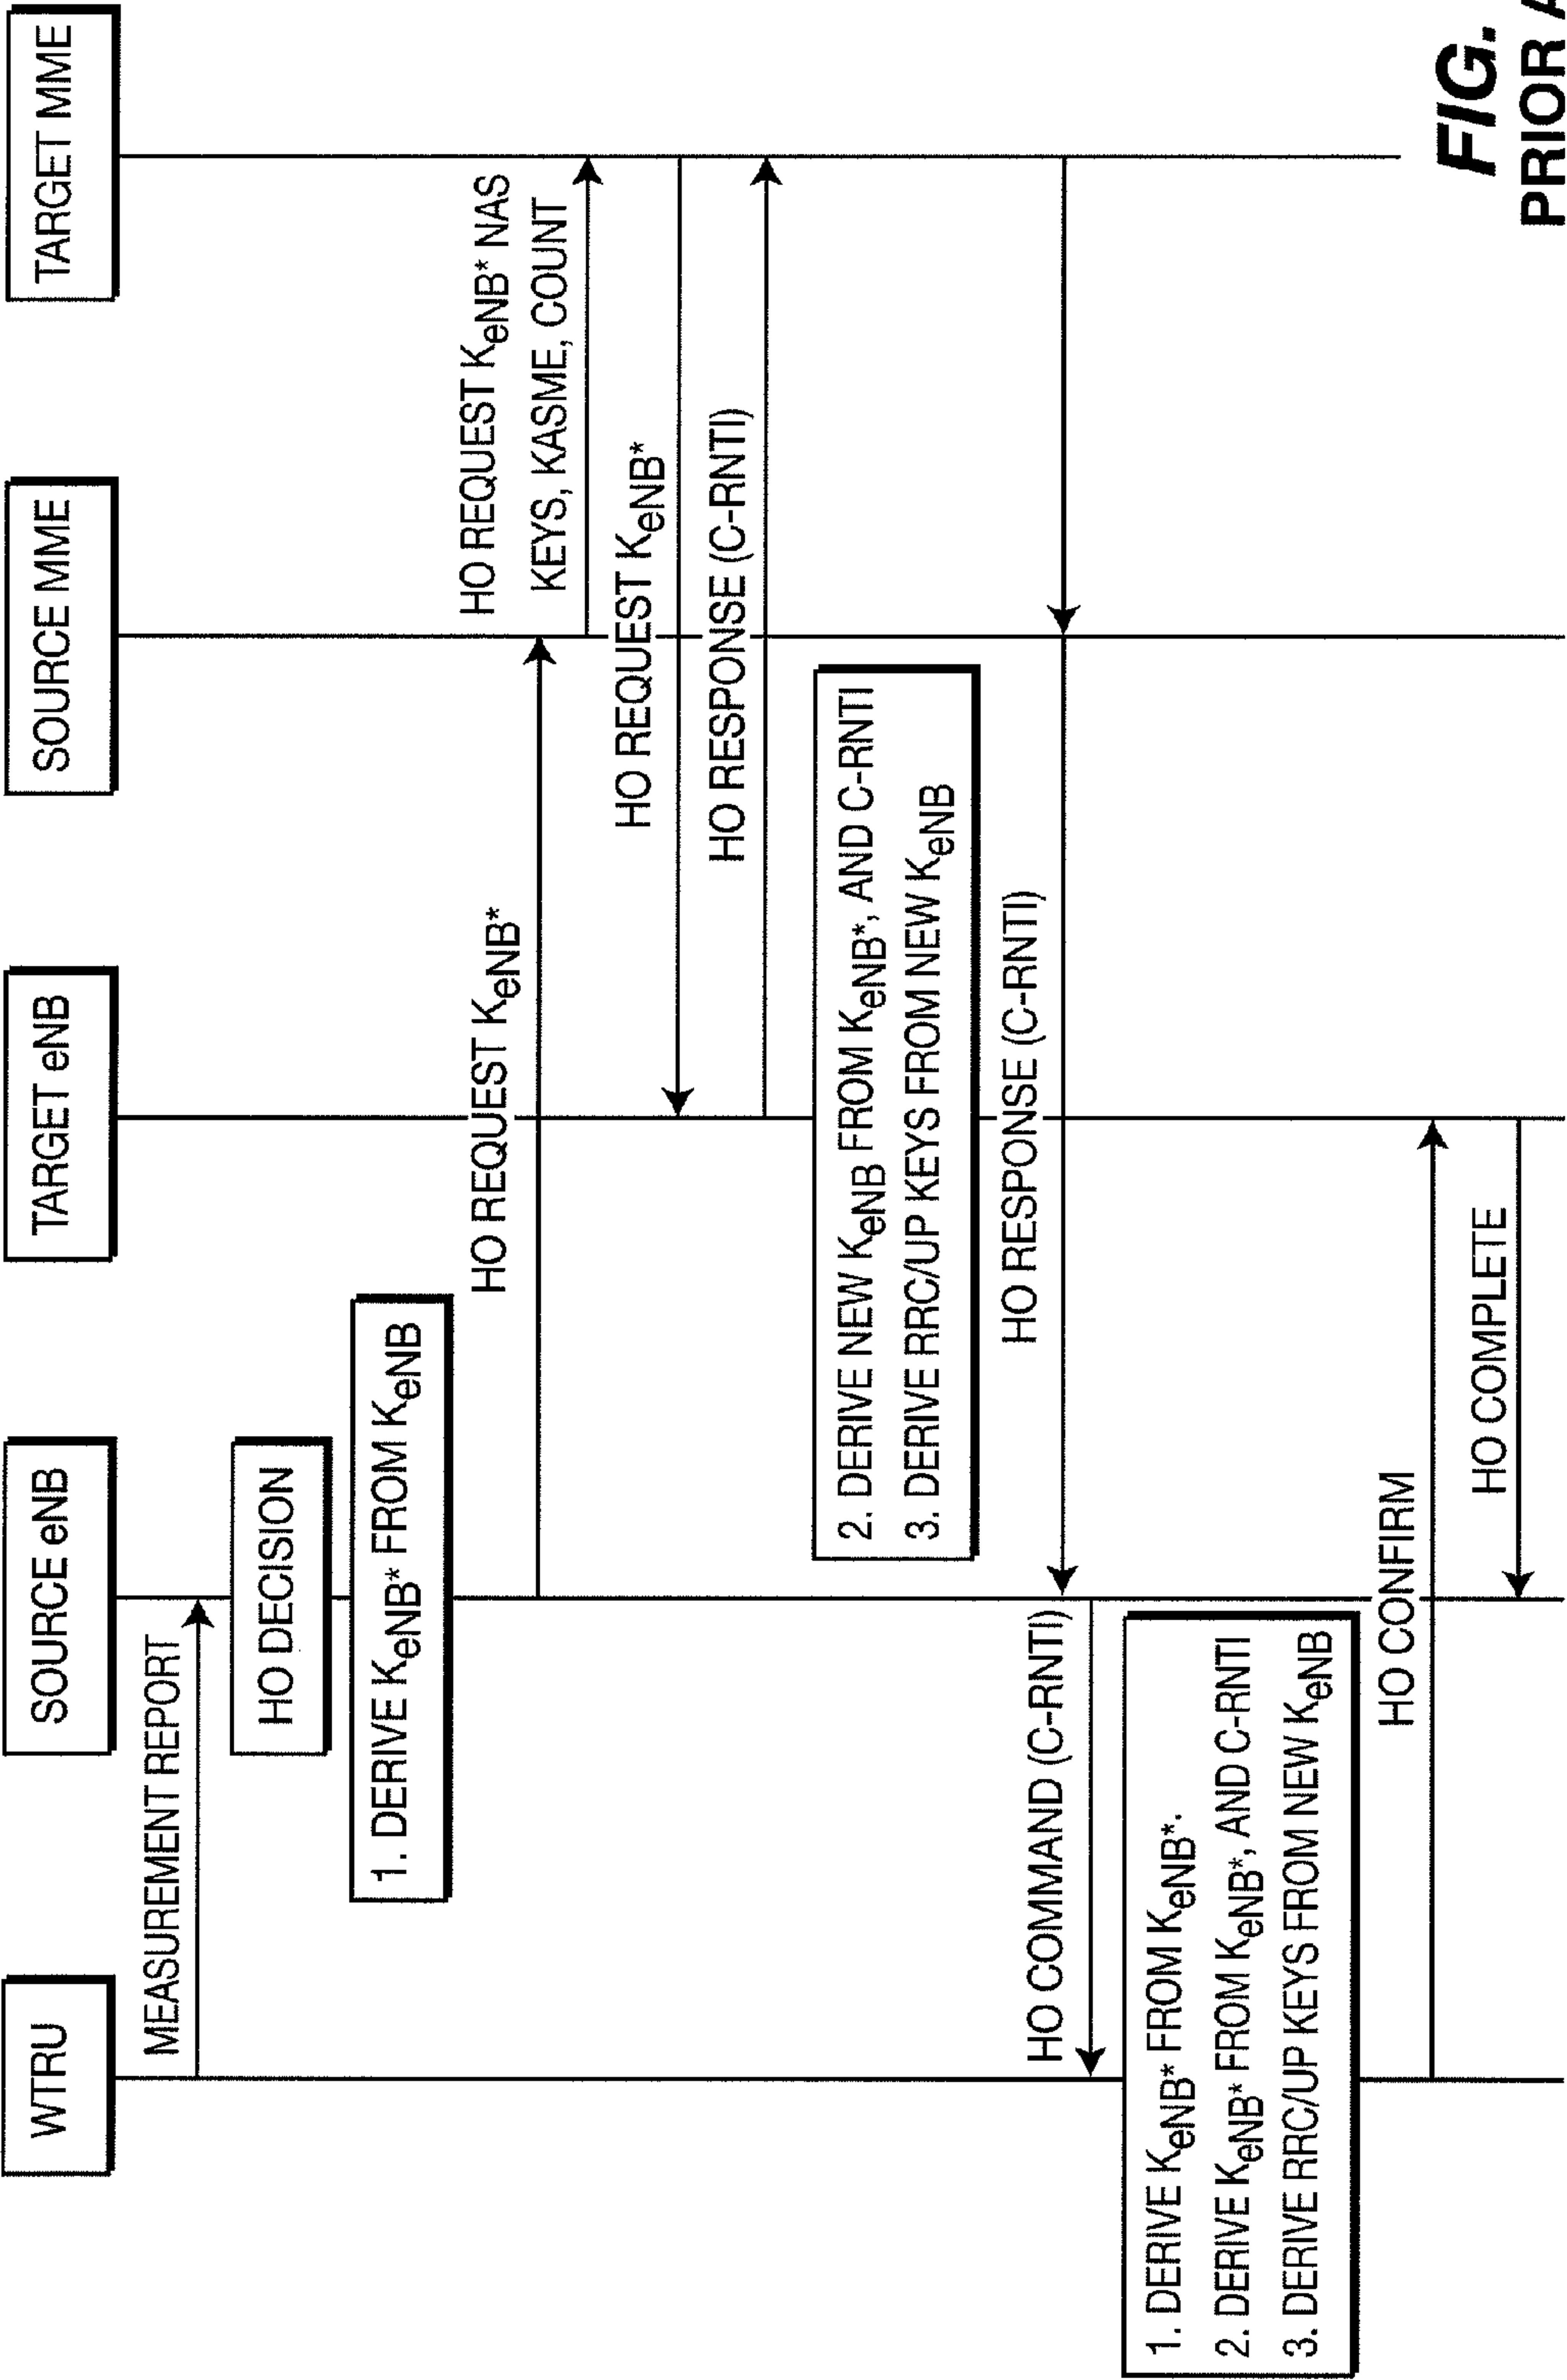 WTRU
SOURCE eNB
TARGET eNB
SOURCE MME
TARGET MME
MEASUREMENT REPORT
HO DECISION
1. DERIVE KeNB* FROM KeNB
HO REQUEST KeNB*
HO REQUEST KeNB* NAS
KEYS, KASME, COUNT
HO REQUEST KeNB*
HO RESPONSE (C-RNTI)
2. DERIVE NEW KeNB FROM KeNB*, AND C-RNTI
3. DERIVE RRC/UP KEYS FROM NEW KeNB
HO RESPONSE (C-RNTI)
HO COMMAND (C-RNTI)
1. DERIVE KeNB* FROM KeNB*.
2. DERIVE KeNB* FROM KeNB*, AND C-RNTI
3. DERIVE RRC/UP KEYS FROM NEW KeNB
HO CONFIRM
HO COMPLETE
FIG.
PRIOR A